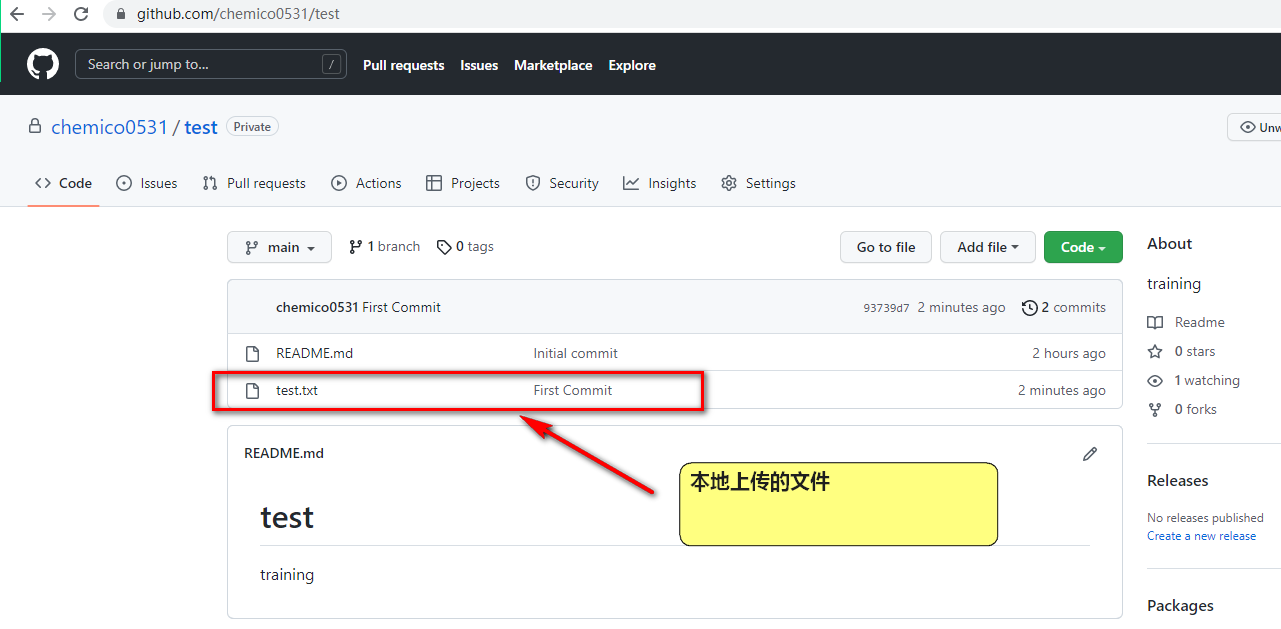 github.com/chemico0531/test
Search or jump to... /
Pull requests Issues Marketplace Explore
chemico0531 / test Private
Unw
Code Issues Pull requests Actions Projects Security Insights Settings
main 1 branch 0 tags Go to file Add file Code
chemico0531 First Commit 93739d7 2 minutes ago 2 commits
README.md Initial commit 2 hours ago
test.txt First Commit 2 minutes ago
README.md
本地上传的文件
test
training
About
training
Readme
0 stars
1 watching
0 forks
Releases
No releases published
Create a new release
Packages